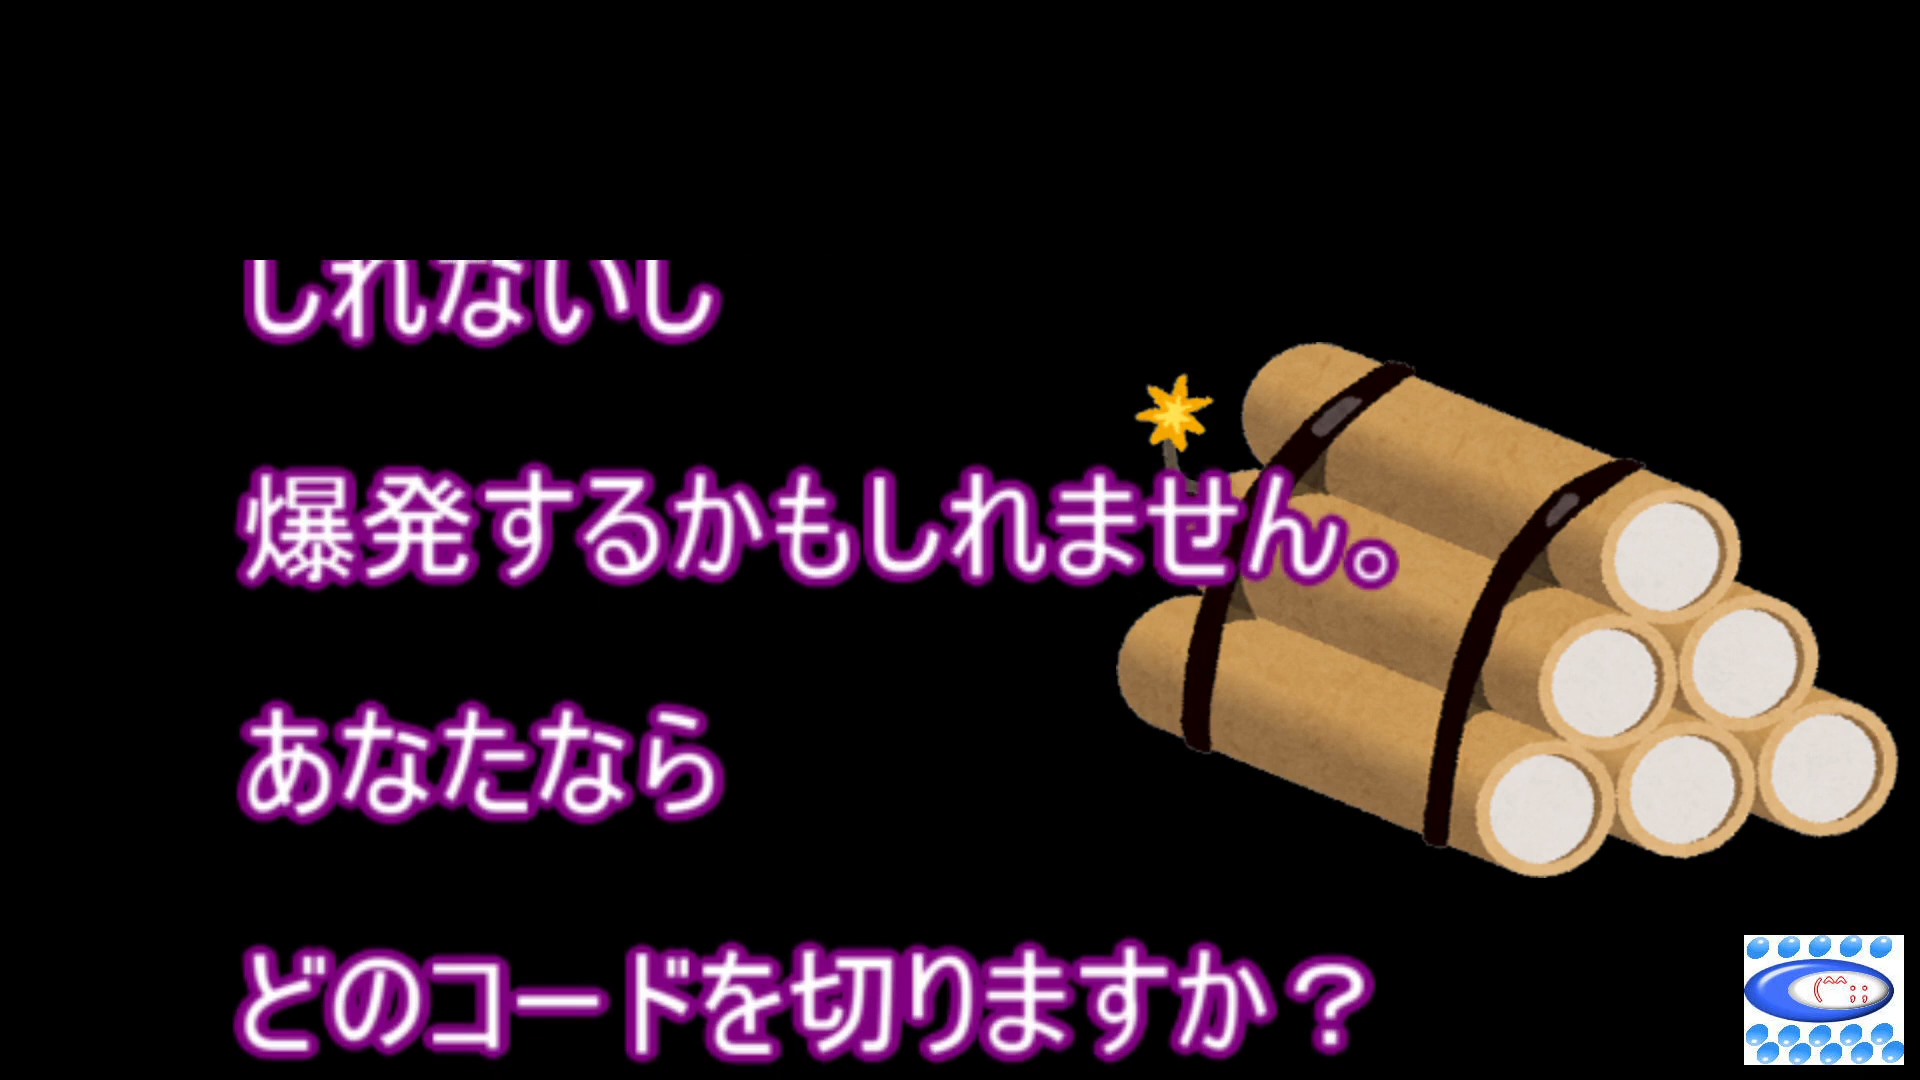 しれないし
爆発するかもしれません。
あなたなら
どのコードを切りますか？